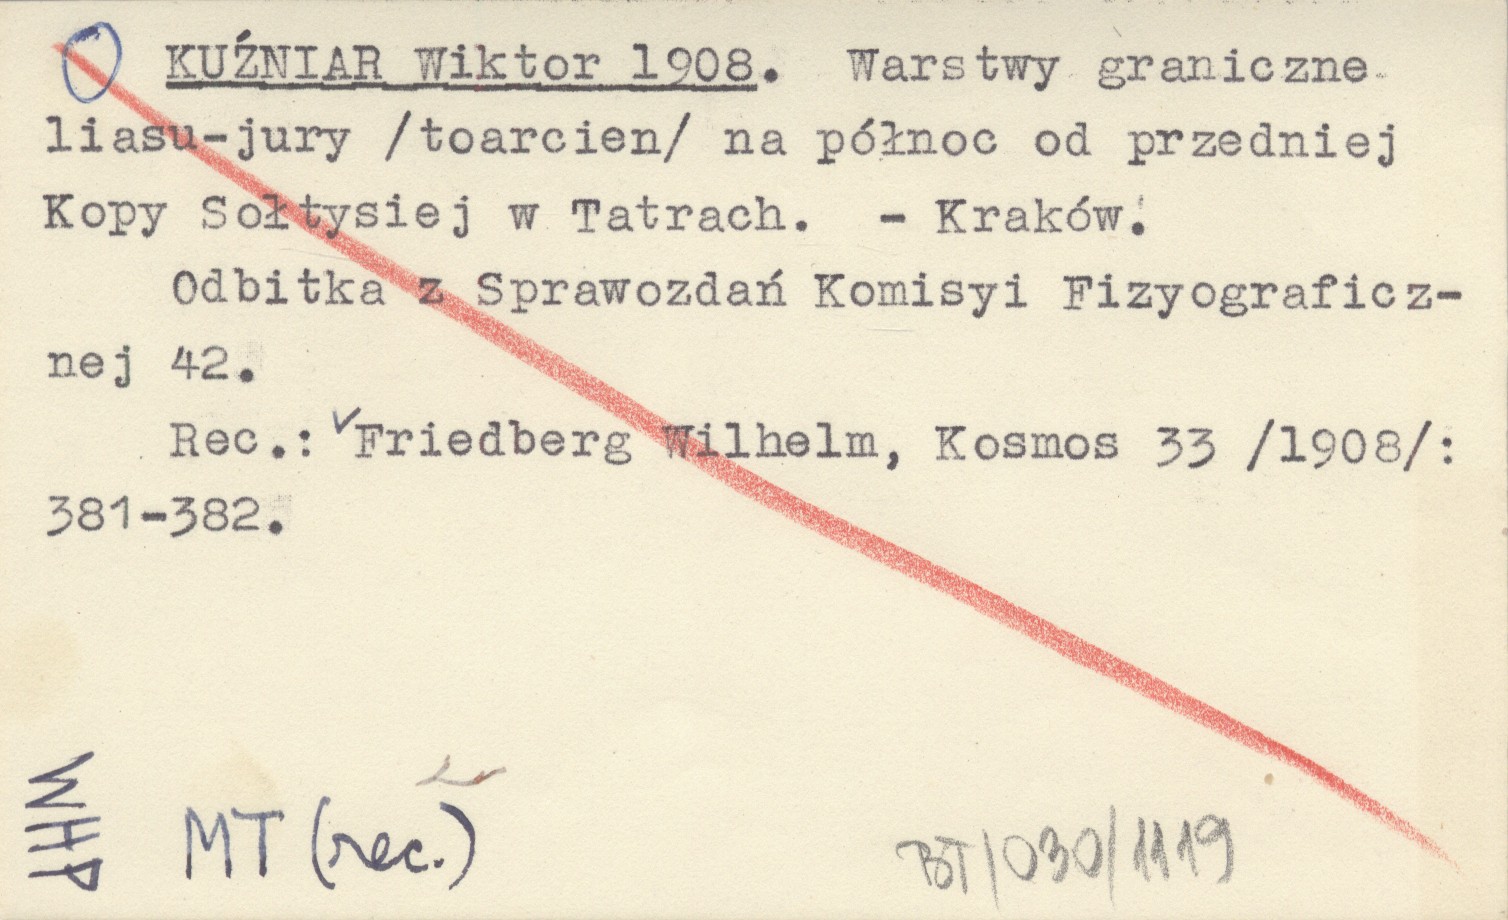 KUŹNIAR Wiktor 1908. Warstwy graniczne
liasu-jury /toarcien/ na północ od przedniej
Kopy Sołtysiej w Tatrach. - Kraków.
Odbitka z Sprawozdań Komisyi Fizyograficz-
nej 42.
Rec.: Friedberg Wilhelm, Kosmos 33 /1908/:
381-382.
WHP
MT (rec.)
BT/030/1119